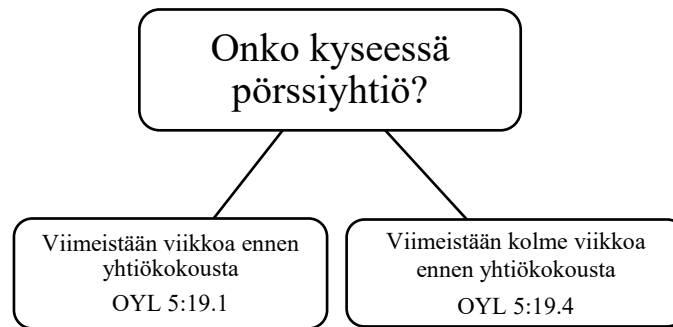 Onko kyseessä
pörssiyhtiö?
Viimeistään viikkoa ennen
yhtiökokousta
OYL 5:19.1
Viimeistään kolme viikkoa
ennen yhtiökokousta
OYL 5:19.4